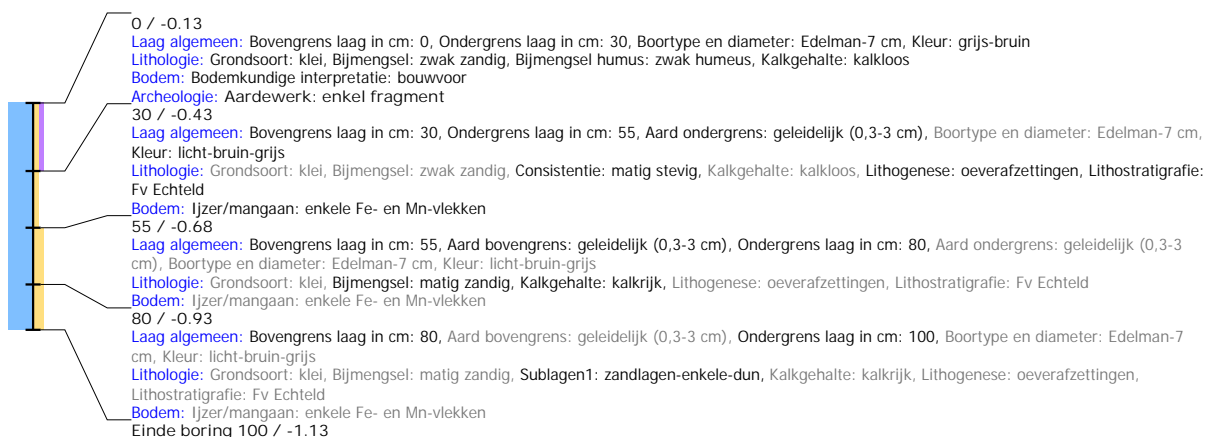 0 / -0.13
Laag algemeen: Bovengrens laag in cm: 0, Ondergrens laag in cm: 30, Boortype en diameter: Edelman-7 cm, Kleur: grijs-bruin
Lithologie: Grondsoort: klei, Bijmengsel: zwak zandig, Bijmengsel humus: zwak humeus, Kalkgehalte: kalkloos
Bodem: Bodemkundige interpretatie: bouwvoor
Archeologie: Aardewerk: enkel fragment
30 / -0.43
Laag algemeen: Bovengrens laag in cm: 30, Ondergrens laag in cm: 55, Aard ondergrens: geleidelijk (0,3-3 cm), Boortype en diameter: Edelman-7 cm,
Kleur: licht-bruin-grijs
Lithologie: Grondsoort: klei, Bijmengsel: zwak zandig, Consistentie: matig stevig, Kalkgehalte: kalkloos, Lithogenese: oeverafzettingen, Lithostratigrafie:
Fv Echteld
Bodem: Ijzer/mangaan: enkele Fe- en Mn-vlekken
55 / -0.68
Laag algemeen: Bovengrens laag in cm: 55, Aard bovengrens: geleidelijk (0,3-3 cm), Ondergrens laag in cm: 80, Aard ondergrens: geleidelijk (0,3-3
cm), Boortype en diameter: Edelman-7 cm, Kleur: licht-bruin-grijs
Lithologie: Grondsoort: klei, Bijmengsel: matig zandig, Kalkgehalte: kalkrijk, Lithogenese: oeverafzettingen, Lithostratigrafie: Fv Echteld
Bodem: Ijzer/mangaan: enkele Fe- en Mn-vlekken
80 / -0.93
Laag algemeen: Bovengrens laag in cm: 80, Aard bovengrens: geleidelijk (0,3-3 cm), Ondergrens laag in cm: 100, Boortype en diameter: Edelman-7
cm, Kleur: licht-bruin-grijs
Lithologie: Grondsoort: klei, Bijmengsel: matig zandig, Sublagen1: zandlagen-enkele-dun, Kalkgehalte: kalkrijk, Lithogenese: oeverafzettingen,
Lithostratigrafie: Fv Echteld
Bodem: Ijzer/mangaan: enkele Fe- en Mn-vlekken
Einde boring 100 / -1.13